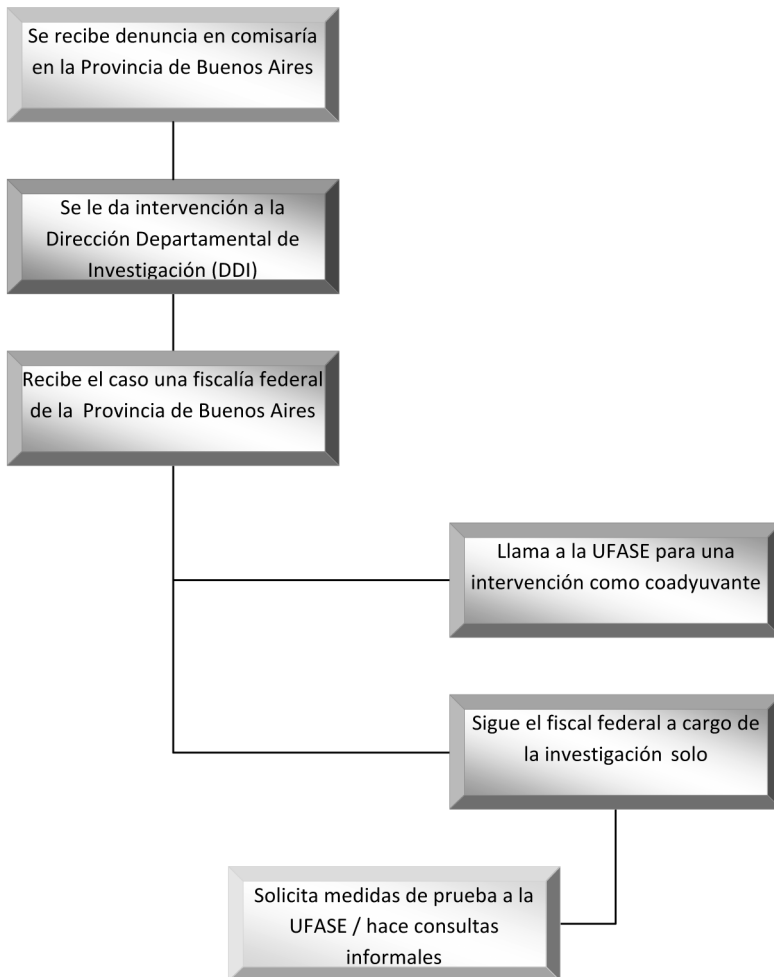 Se recibe denuncia en comisaría
en la Provincia de Buenos Aires
Se le da intervención a la
Dirección Departamental de
Investigación (DDI)
Recibe el caso una fiscalía federal
de la Provincia de Buenos Aires
Llama a la UFASE para una
intervención como coadyuvante
Sigue el fiscal federal a cargo de
la investigación solo
Solicita medidas de prueba a la
UFASE / hace consultas
informales